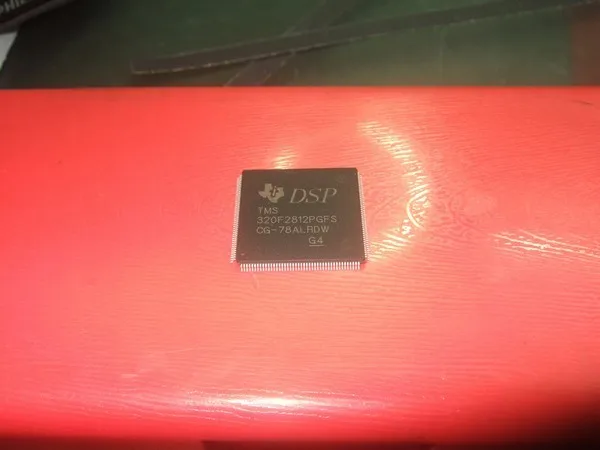 DSP
TMS
320F2812PGFS
CG-78ALRDW
G4